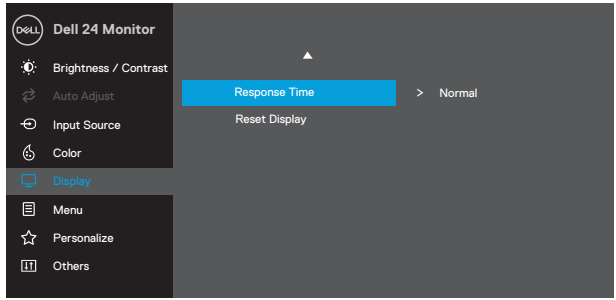 DELL Dell 24 Monitor
Brightness / Contrast
Auto Adjust
Response Time > Normal
Input Source
Reset Display
Color
Display
Menu
Personalize
Others